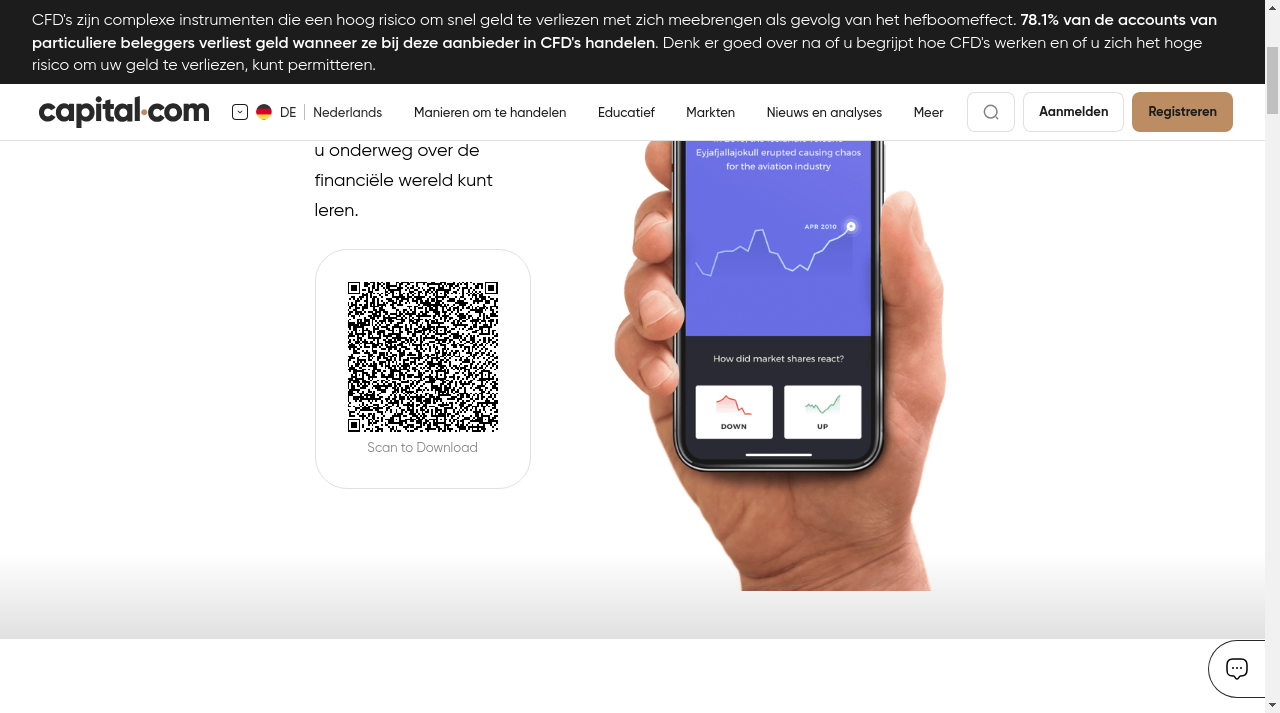 CFD's zijn complexe instrumenten die een hoog risico om snel geld te verliezen met zich meebrengen als gevolg van het hefboomeffect. 78.1% van de accounts van
particuliere beleggers verliest geld wanneer ze bij deze aanbieder in CFD's handelen. Denk er goed over na of u begrijpt hoe CFD's werken en of u zich het hoge
risico om uw geld te verliezen, kunt permitteren.
capital.com
DE
Nederlands
Manieren om te handelen
Educatief
Markten
Nieuws en analyses
Meer
Aanmelden
Registreren
u onderweg over de
financiële wereld kunt
leren.
Scan to Download
Eyjafjallajokull erupted causing chaos
for the aviation industry
APR 2010
How did market shares react?
DOWN
UP